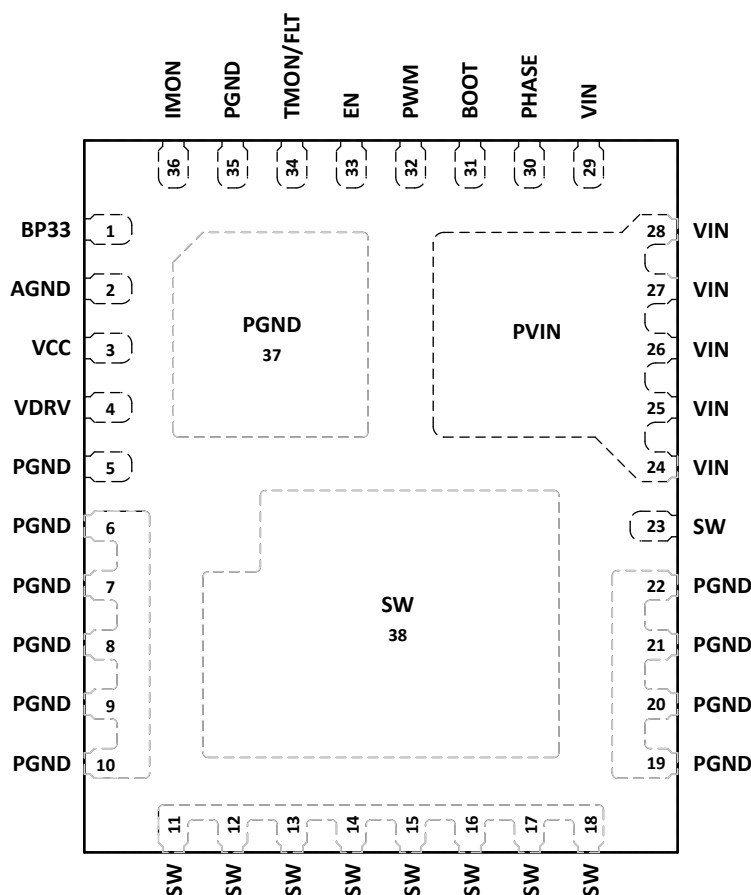 IMON PGND TMON/FLT EN PWM BOOT PHASE VIN
36 35 34 33 32 31 30 29
BP33 1 28 VIN
AGND 2 27 VIN
PGND PVIN
37
VCC 3 26 VIN
VDRV 4 25 VIN
PGND 5 24 VIN
PGND 6 23 SW
PGND 7 22 PGND
SW
38
PGND 8 21 PGND
PGND 9 20 PGND
PGND 10 19 PGND
11 12 13 14 15 16 17 18
SW SW SW SW SW SW SW SW